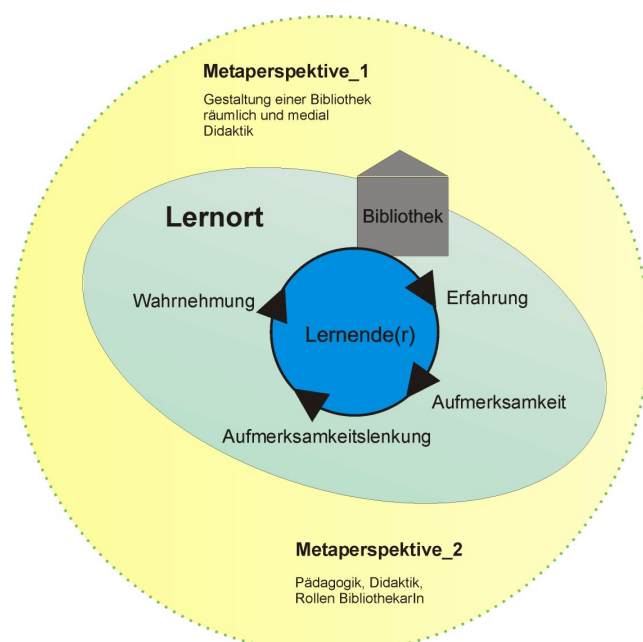 Metaperspektive_1
Gestaltung einer Bibliothek
räumlich und medial
Didaktik
Bibliothek
Lernort
Wahrnehmung
Erfahrung
Lernende(r)
Aufmerksamkeit
Aufmerksamkeitslenkung
Metaperspektive_2
Pädagogik, Didaktik,
Rollen BibliothekarIn